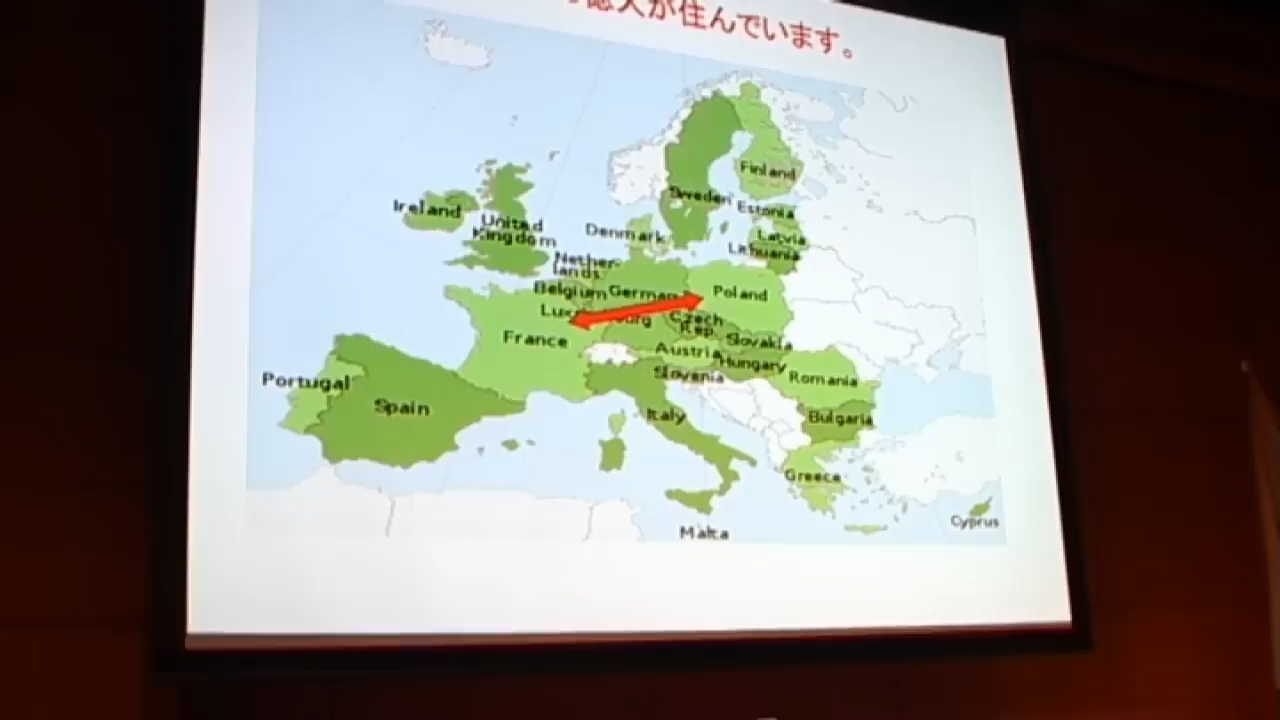 億人が住んでいます。
Finland
Sweden
Estonia
Ireland
United
Kingdom
Denmark
Latvia
Lithuania
Nether-
lands
Belgium
Poland
Czech
Rep.
France
Slovakia
Austria
Hungary
Slovenia
Romania
Portugal
Spain
Italy
Bulgaria
Greece
Cyprus
Malta